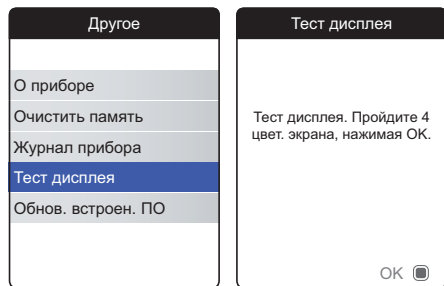 Другое
О приборе
Очистить память
Журнал прибора
Тест дисплея
Обнов. встроен. ПО
Тест дисплея
Тест дисплея. Пройдите 4
цвет. экрана, нажимая OK.
OK